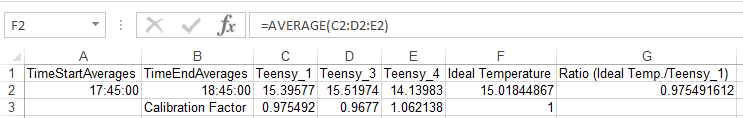 F2 fx =AVERAGE(C2:D2:E2)
A B C D E F G
1 TimeStartAverages TimeEndAverages Teensy_1 Teensy_3 Teensy_4 Ideal Temperature Ratio (Ideal Temp./Teensy_1)
2 17:45:00 18:45:00 15.39577 15.51974 14.13983 15.01844867 0.975491612
3 Calibration Factor 0.975492 0.9677 1.062138 1